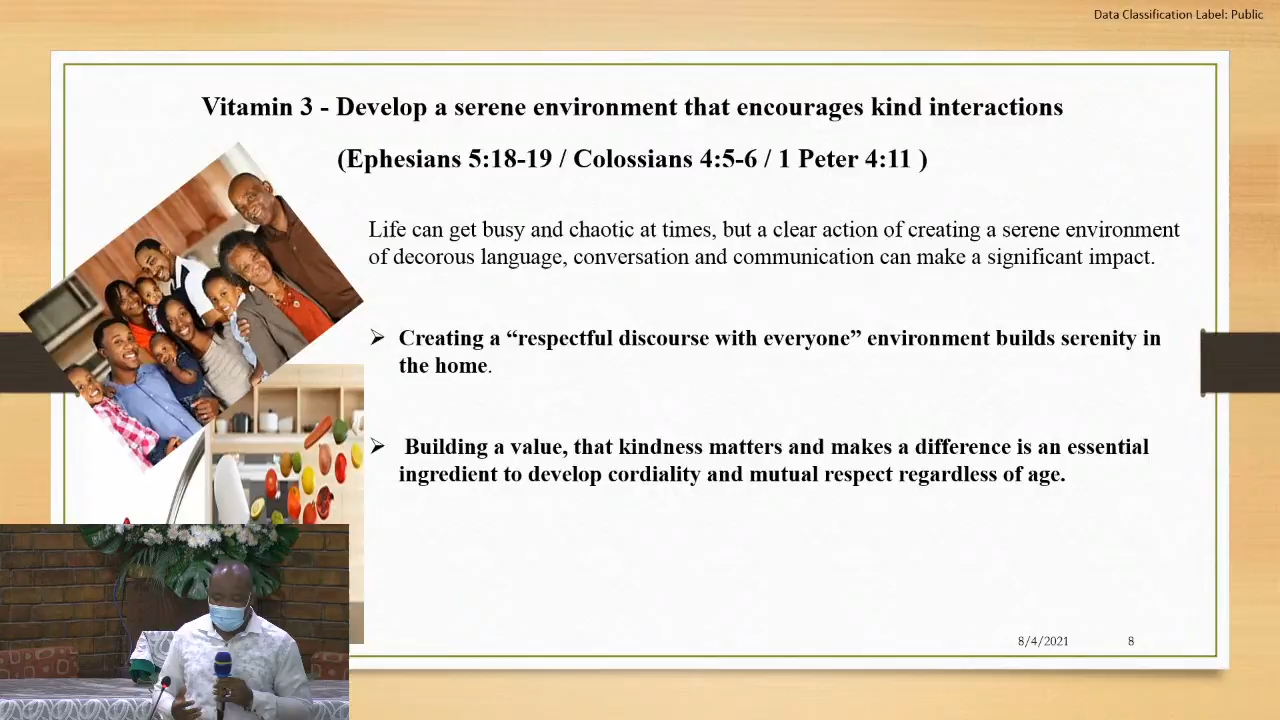 Data Classification Label: Public
Vitamin 3 - Develop a serene environment that encourages kind interactions
(Ephesians 5:18-19 / Colossians 4:5-6 / 1 Peter 4:11 )
Life can get busy and chaotic at times, but a clear action of creating a serene environment
of decorous language, conversation and communication can make a significant impact.
➢ Creating a “respectful discourse with everyone” environment builds serenity in
the home.
➢ Building a value, that kindness matters and makes a difference is an essential
ingredient to develop cordiality and mutual respect regardless of age.
8/4/2021 8